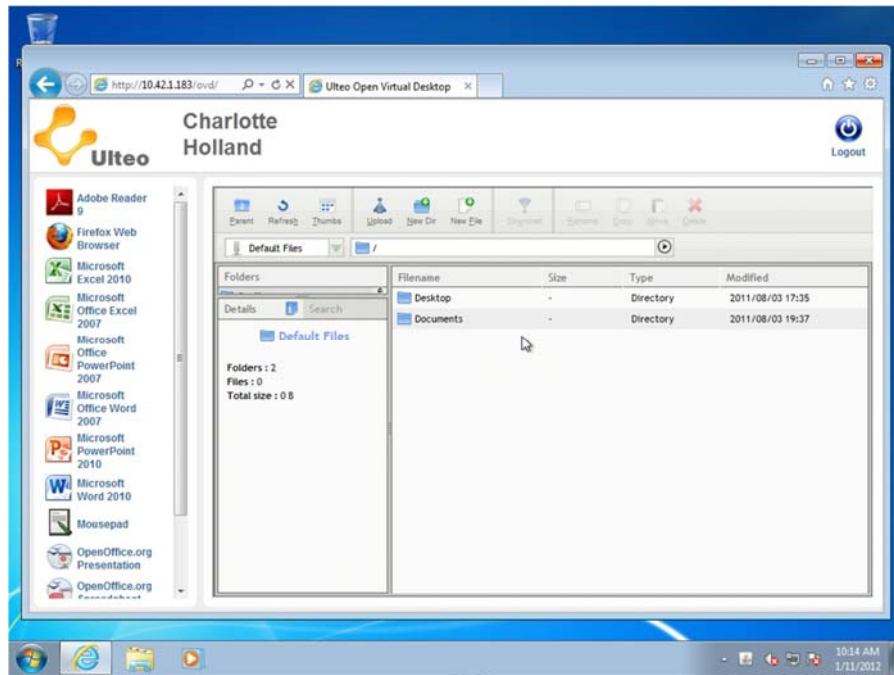 R
http://10.42.1.183/ovd/
Ulteo Open Virtual Desktop
Ulteo
Charlotte
Holland
Logout
Adobe Reader
9
Firefox Web
Browser
Microsoft
Excel 2010
Microsoft
Office Excel
2007
Microsoft
Office
PowerPoint
2007
Microsoft
Office Word
2007
Microsoft
PowerPoint
2010
Microsoft
Word 2010
Mousepad
OpenOffice.org
Presentation
OpenOffice.org
Spreadsheet
Parent Refresh Thumbs Upload New Dir New File Download Rename Copy Move Delete
Default Files /
Folders
Details Search
Default Files
Folders : 2
Files : 0
Total size : 0 B
Filename Size Type Modified
Desktop - Directory 2011/08/03 17:35
Documents - Directory 2011/08/03 19:37
10:14 AM
1/11/2012